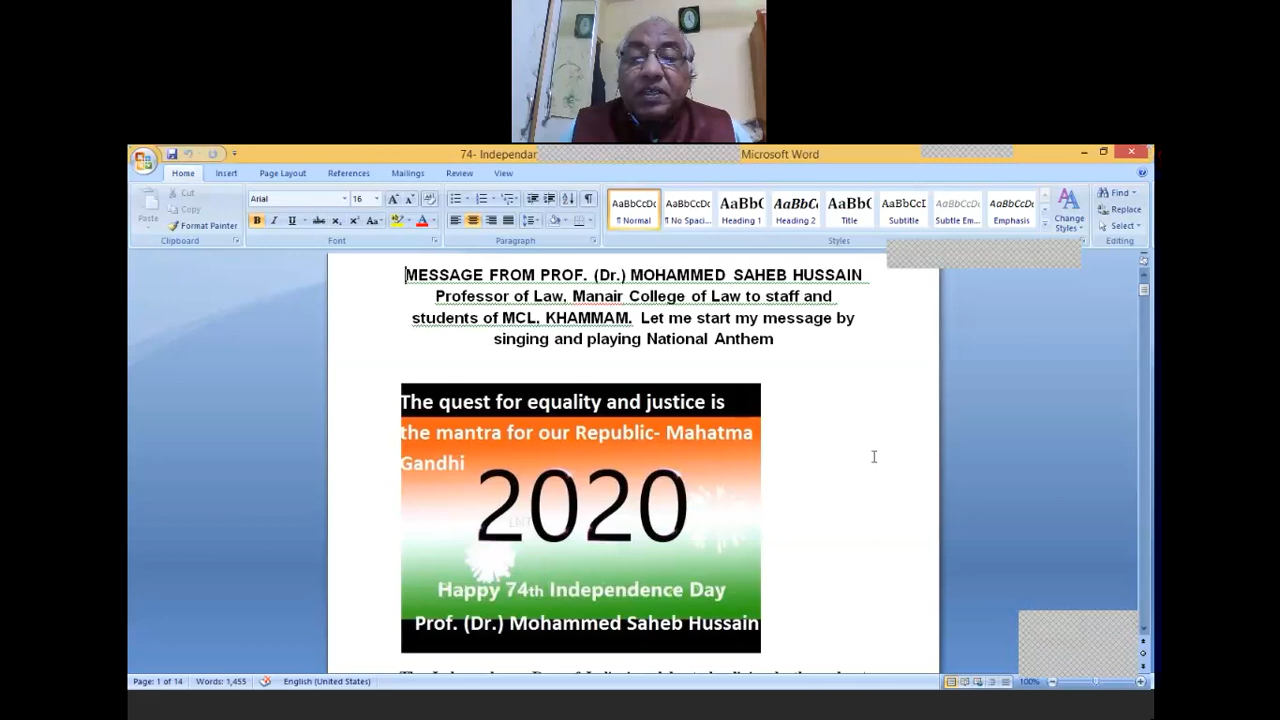 74- Independan
Microsoft Word
Home Insert Page Layout References Mailings Review View
Cut
Copy
Paste
Format Painter
Clipboard
Arial 16
Font
Paragraph
AaBbCcDc AaBbCcDc AaBbC AaBbCc AaBbC AaBbCcI AaBbCcDc AaBbCcDc
¶ Normal ¶ No Spaci... Heading 1 Heading 2 Title Subtitle Subtle Em... Emphasis
Styles
Change
Styles
Find
Replace
Select
Editing
MESSAGE FROM PROF. (Dr.) MOHAMMED SAHEB HUSSAIN
Professor of Law, Manair College of Law to staff and
students of MCL, KHAMMAM. Let me start my message by
singing and playing National Anthem
The quest for equality and justice is
the mantra for our Republic- Mahatma
Gandhi
2020
Happy 74th Independence Day
Prof. (Dr.) Mohammed Saheb Hussain
Page: 1 of 14 Words: 1,455 English (United States) 100%